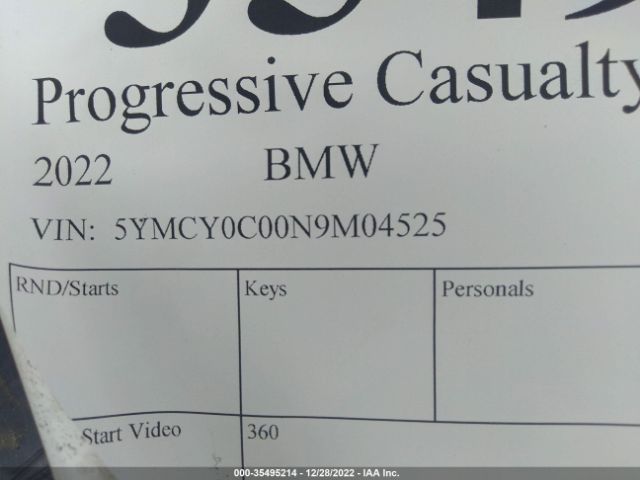 Progressive Casualty
2022 BMW
VIN: 5YMCY0C00N9M04525
RND/Starts Keys Personals
Start Video 360
000-35495214 - 12/28/2022 - IAA Inc.